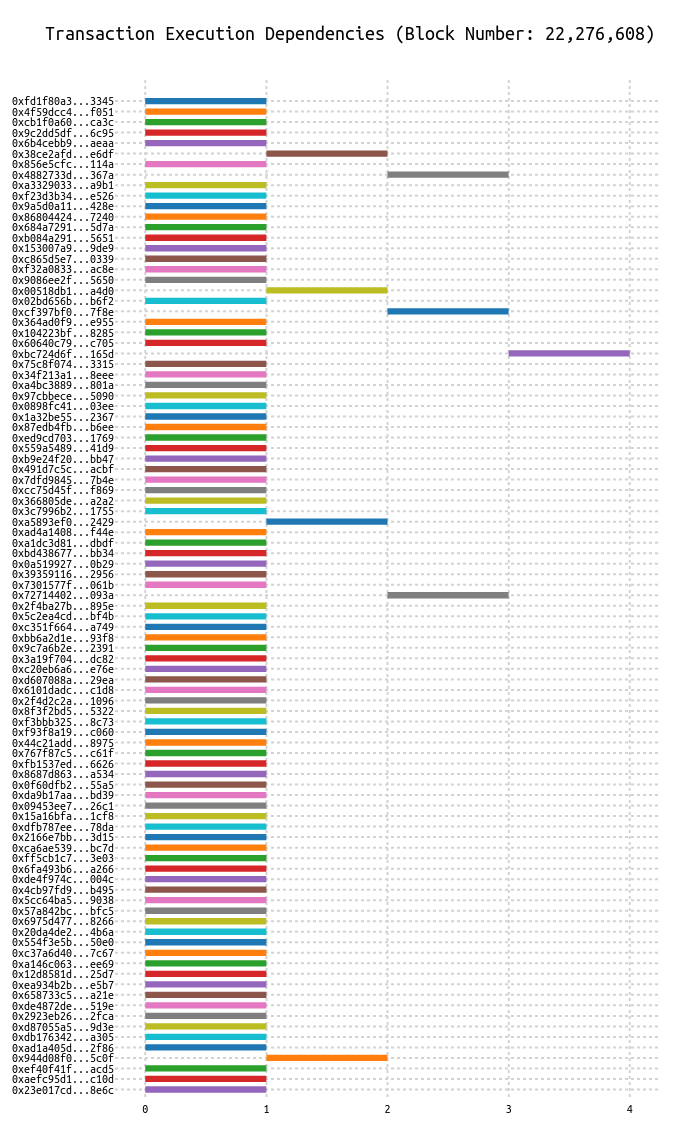 Transaction Execution Dependencies (Block Number: 22,276,608)
0xfd1f80a3...3345
0x4f59dcc4...f051
0xcb1f0a60...ca3c
0x9c2dd5df...6c95
0x6b4cebb9...aeaa
0x38ce2afd...e6df
0x856e5cfc...114a
0x4882733d...367a
0xa3329033...a9b1
0xf23d3b34...e526
0x9a5d0a11...428e
0x86804424...7240
0x684a7291...5d7a
0xb084a291...5651
0x153007a9...9de9
0xc865d5e7...0339
0xf32a0833...ac8e
0x9086ee2f...5650
0x00518db1...a4d0
0x02bd656b...b6f2
0xcf397bf0...7f8e
0x364ad0f9...e955
0x104223bf...8285
0x60640c79...c705
0xbc724d6f...165d
0x75c8f074...3315
0x34f213a1...8eee
0xa4bc3889...801a
0x97cbbece...5090
0x0898fc41...03ee
0x1a32be55...2367
0x87edb4fb...b6ee
0xed9cd703...1769
0x559a5489...41d9
0xb9e24f20...bb47
0x491d7c5c...acbf
0x7dfd9845...7b4e
0xcc75d45f...f869
0x366805de...a2a2
0x3c7996b2...1755
0xa5893ef0...2429
0xad4a1408...f44e
0xa1dc3d81...dbdf
0xbd438677...bb34
0x0a519927...0b29
0x39359116...2956
0x7301577f...061b
0x72714402...093a
0x2f4ba27b...895e
0x5c2ea4cd...bf4b
0xc351f664...a749
0xbb6a2d1e...93f8
0x9c7a6b2e...2391
0x3a19f704...dc82
0xc20eb6a6...e76e
0xd607088a...29ea
0x6101dadc...c1d8
0x2f4d2c2a...1096
0x8f3f2bd5...5322
0xf3bbb325...8c73
0xf93f8a19...c060
0x44c21add...8975
0x767f87c5...c61f
0xfb1537ed...6626
0x8687d863...a534
0x0f60dfb2...55a5
0xda9b17aa...bd39
0x09453ee7...26c1
0x15a16bfa...1cf8
0xdfb787ee...78da
0x2166e7bb...3d15
0xca6ae539...bc7d
0xff5cb1c7...3e03
0x6fa493b6...a266
0xde4f974c...004c
0x4cb97fd9...b495
0x5cc64ba5...9038
0x57a842bc...bfc5
0x6975d477...8266
0x20da4de2...4b6a
0x554f3e5b...50e0
0xc37a6d40...7c67
0xa146c063...ee69
0x12d8581d...25d7
0xea934b2b...e5b7
0x658733c5...a21e
0xde4872de...519e
0x2923eb26...2fca
0xd87055a5...9d3e
0xdb176342...a305
0xad1a405d...2f86
0x944d08f0...5c0f
0xef40f41f...acd5
0xaefc95d1...c10d
0x23e017cd...8e6c
0 1 2 3 4